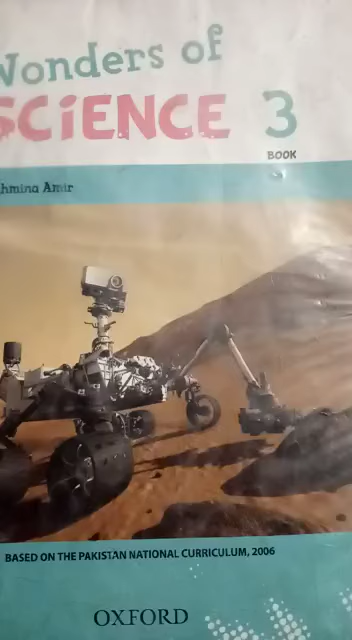 Wonders of
SCIENCE 3
BOOK
Amir
BASED ON THE PAKISTAN NATIONAL CURRICULUM, 2006
OXFORD